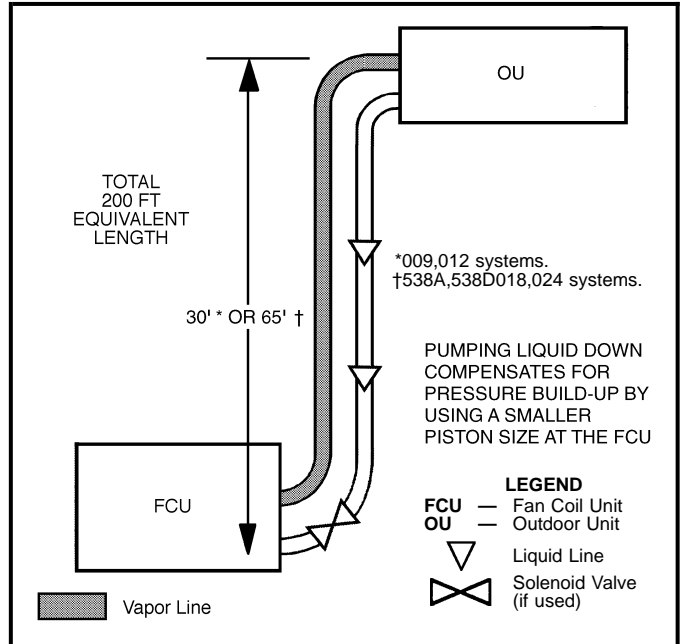 OU
TOTAL
200 FT
EQUIVALENT
LENGTH
*009,012 systems.
†538A,538D018,024 systems.
30' * OR 65' †
PUMPING LIQUID DOWN
COMPENSATES FOR
PRESSURE BUILD-UP BY
USING A SMALLER
PISTON SIZE AT THE FCU
FCU
LEGEND
FCU — Fan Coil Unit
OU — Outdoor Unit
Liquid Line
Solenoid Valve
(if used)
Vapor Line